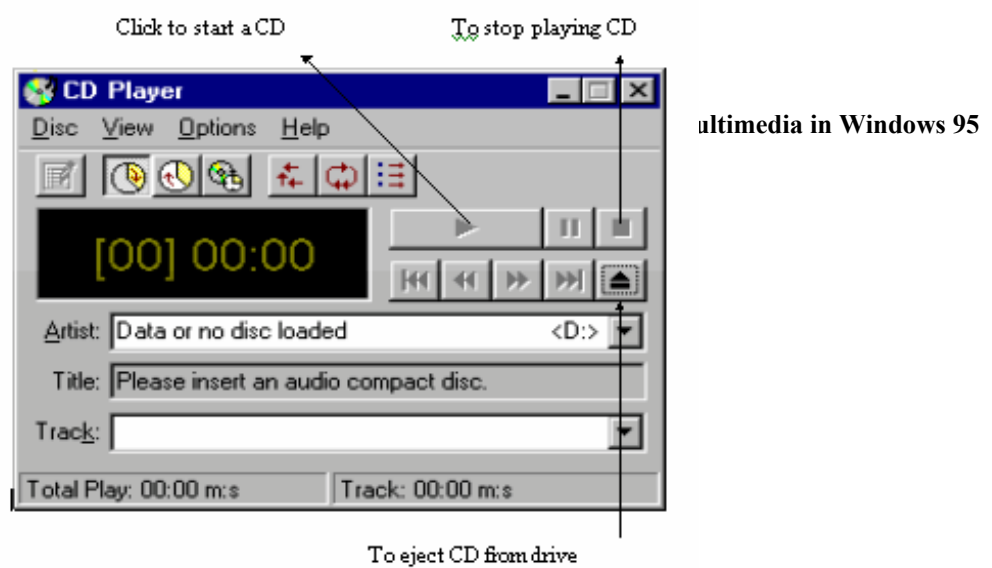 Click to start a CD
To stop playing CD
CD Player
Disc View Options Help
ultimedia in Windows 95
[00] 00:00
Artist: Data or no disc loaded <D:>
Title: Please insert an audio compact disc.
Track:
Total Play: 00:00 m:s Track: 00:00 m:s
To eject CD from drive